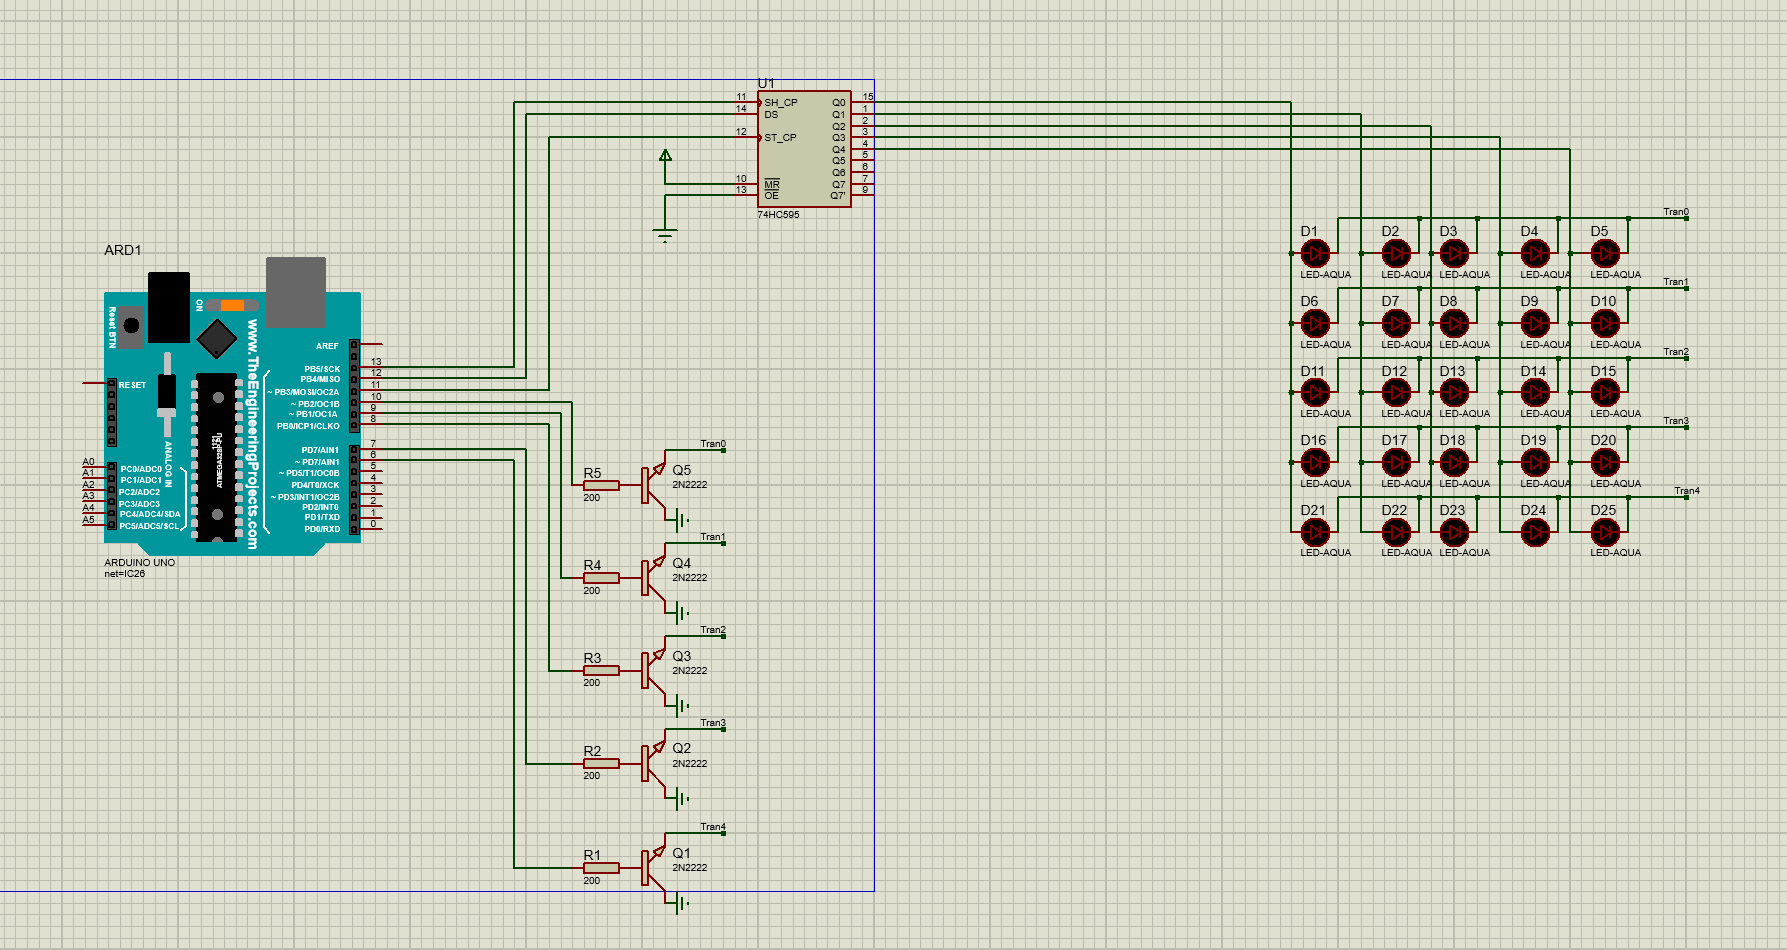 U1
11
14
12
10
13
SH_CP
DS
ST_CP
MR
OE
Q0
Q1
Q2
Q3
Q4
Q5
Q6
Q7
Q7'
15
1
2
3
4
5
6
7
9
74HC595
ARD1
Reset BTN
ON
www.TheEngineeringProjects.com
ANALOG IN
ATMEGA328P-PU
1121
RESET
A0 PC0/ADC0
A1 PC1/ADC1
A2 PC2/ADC2
A3 PC3/ADC3
A4 PC4/ADC4/SDA
A5 PC5/ADC5/SCL
AREF
PB5/SCK 13
PB4/MISO 12
~ PB3/MOSI/OC2A 11
~ PB2/OC1B 10
~ PB1/OC1A 9
PB0/ICP1/CLKO 8
PD7/AIN1 7
~ PD7/AIN1 6
~ PD5/T1/OC0B 5
PD4/T0/XCK 4
~ PD3/INT1/OC2B 3
PD2/INT0 2
PD1/TXD 1
PD0/RXD 0
ARDUINO UNO
net=IC26
Tran0
R5
200
Q5
2N2222
Tran1
R4
200
Q4
2N2222
Tran2
R3
200
Q3
2N2222
Tran3
R2
200
Q2
2N2222
Tran4
R1
200
Q1
2N2222
Tran0
D1 D2 D3 D4 D5
LED-AQUA LED-AQUA LED-AQUA LED-AQUA LED-AQUA
Tran1
D6 D7 D8 D9 D10
LED-AQUA LED-AQUA LED-AQUA LED-AQUA LED-AQUA
Tran2
D11 D12 D13 D14 D15
LED-AQUA LED-AQUA LED-AQUA LED-AQUA LED-AQUA
Tran3
D16 D17 D18 D19 D20
LED-AQUA LED-AQUA LED-AQUA LED-AQUA LED-AQUA
Tran4
D21 D22 D23 D24 D25
LED-AQUA LED-AQUA LED-AQUA LED-AQUA LED-AQUA